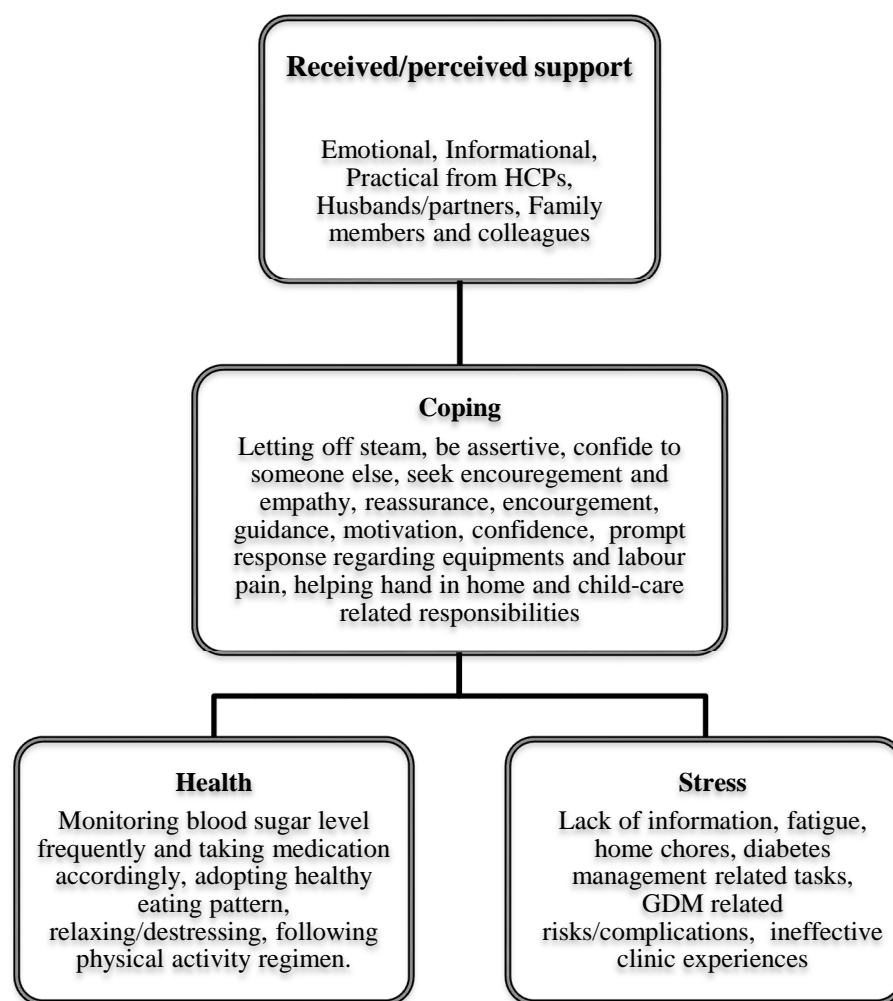 Received/perceived support
Emotional, Informational,
Practical from HCPs,
Husbands/partners, Family
members and colleagues
Coping
Letting off steam, be assertive, confide to
someone else, seek encouregement and
empathy, reassurance, encourgement,
guidance, motivation, confidence, prompt
response regarding equipments and labour
pain, helping hand in home and child-care
related responsibilities
Health
Monitoring blood sugar level
frequently and taking medication
accordingly, adopting healthy
eating pattern,
relaxing/destressing, following
physical activity regimen.
Stress
Lack of information, fatigue,
home chores, diabetes
management related tasks,
GDM related
risks/complications, ineffective
clinic experiences